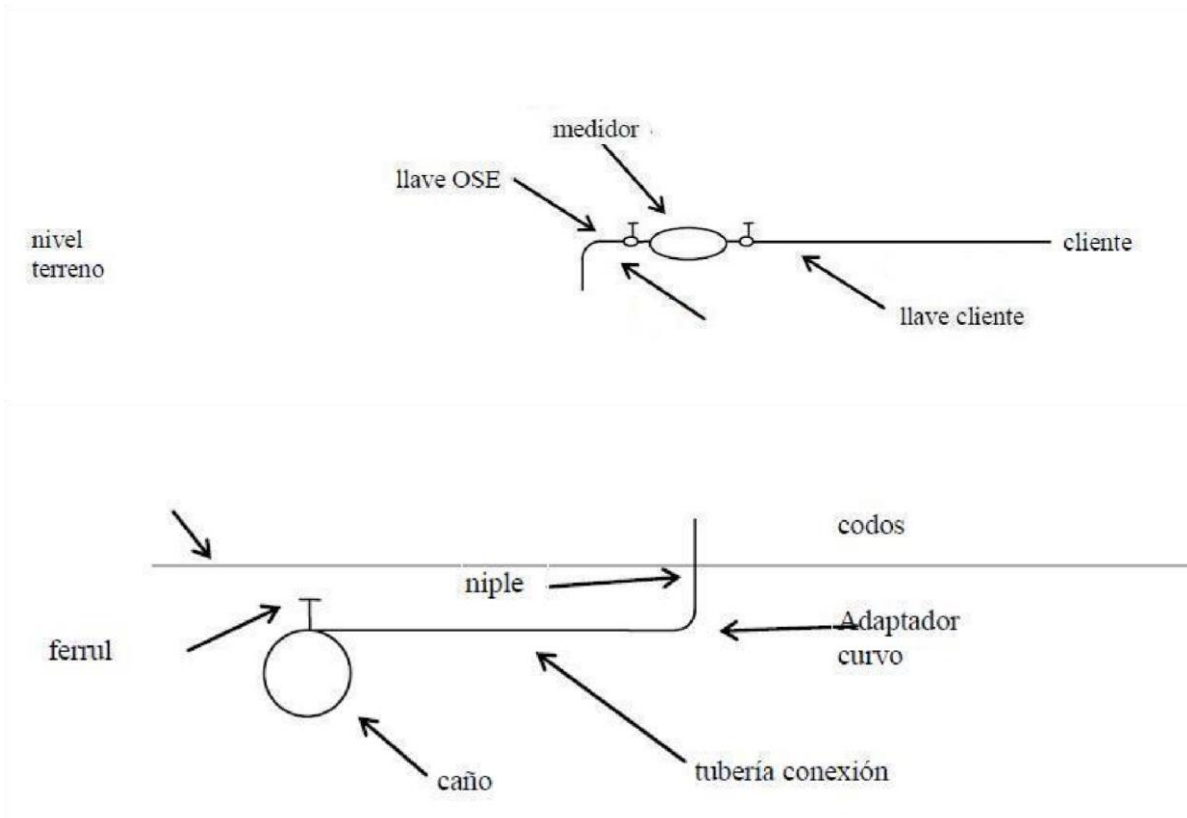 medidor
llave OSE
nivel
terreno
cliente
llave cliente
codos
niple
Adaptador
curvo
ferrul
caño
tubería conexión